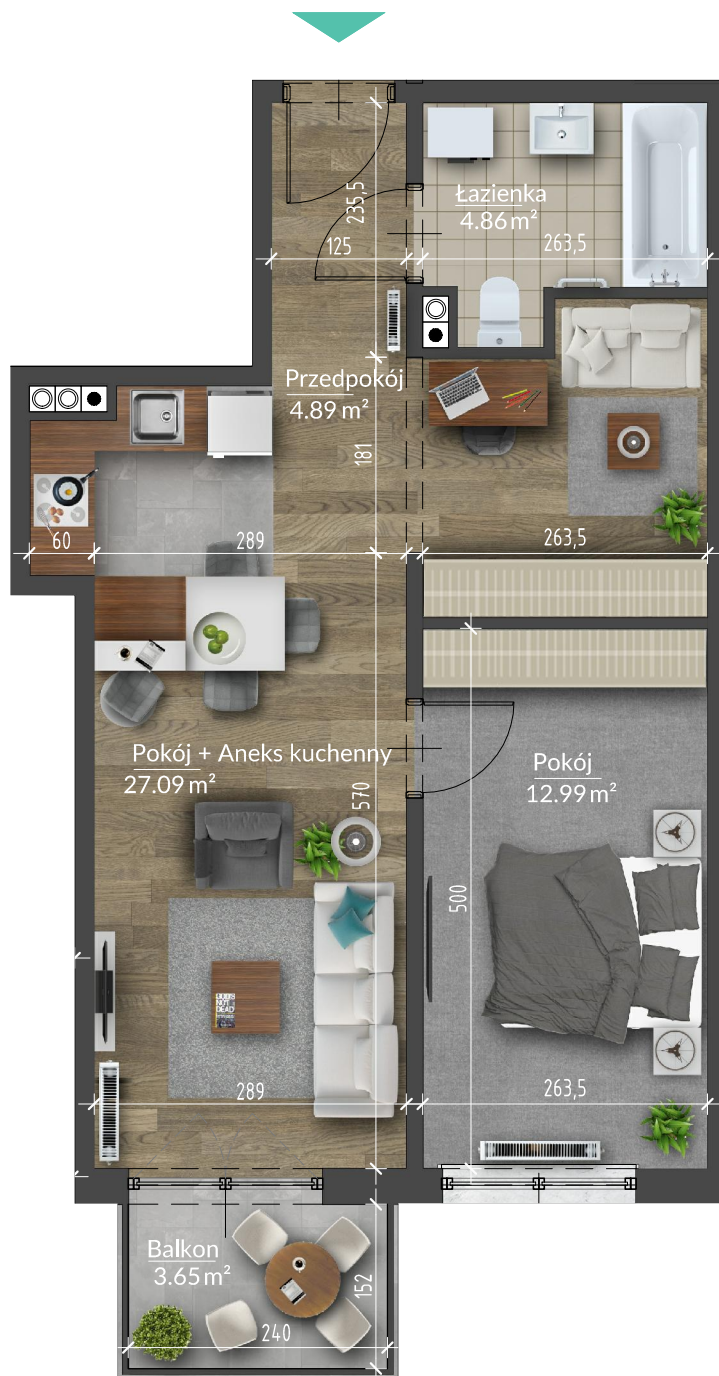 235,5
Łazienka
4.86 m²
125
263,5
Przedpokój
4.89 m²
181
60
289
263,5
Pokój + Aneks kuchenny
27.09 m²
Pokój
12.99 m²
570
500
NOT
DEAD
289
263,5
Balkon
3.65 m²
152
240